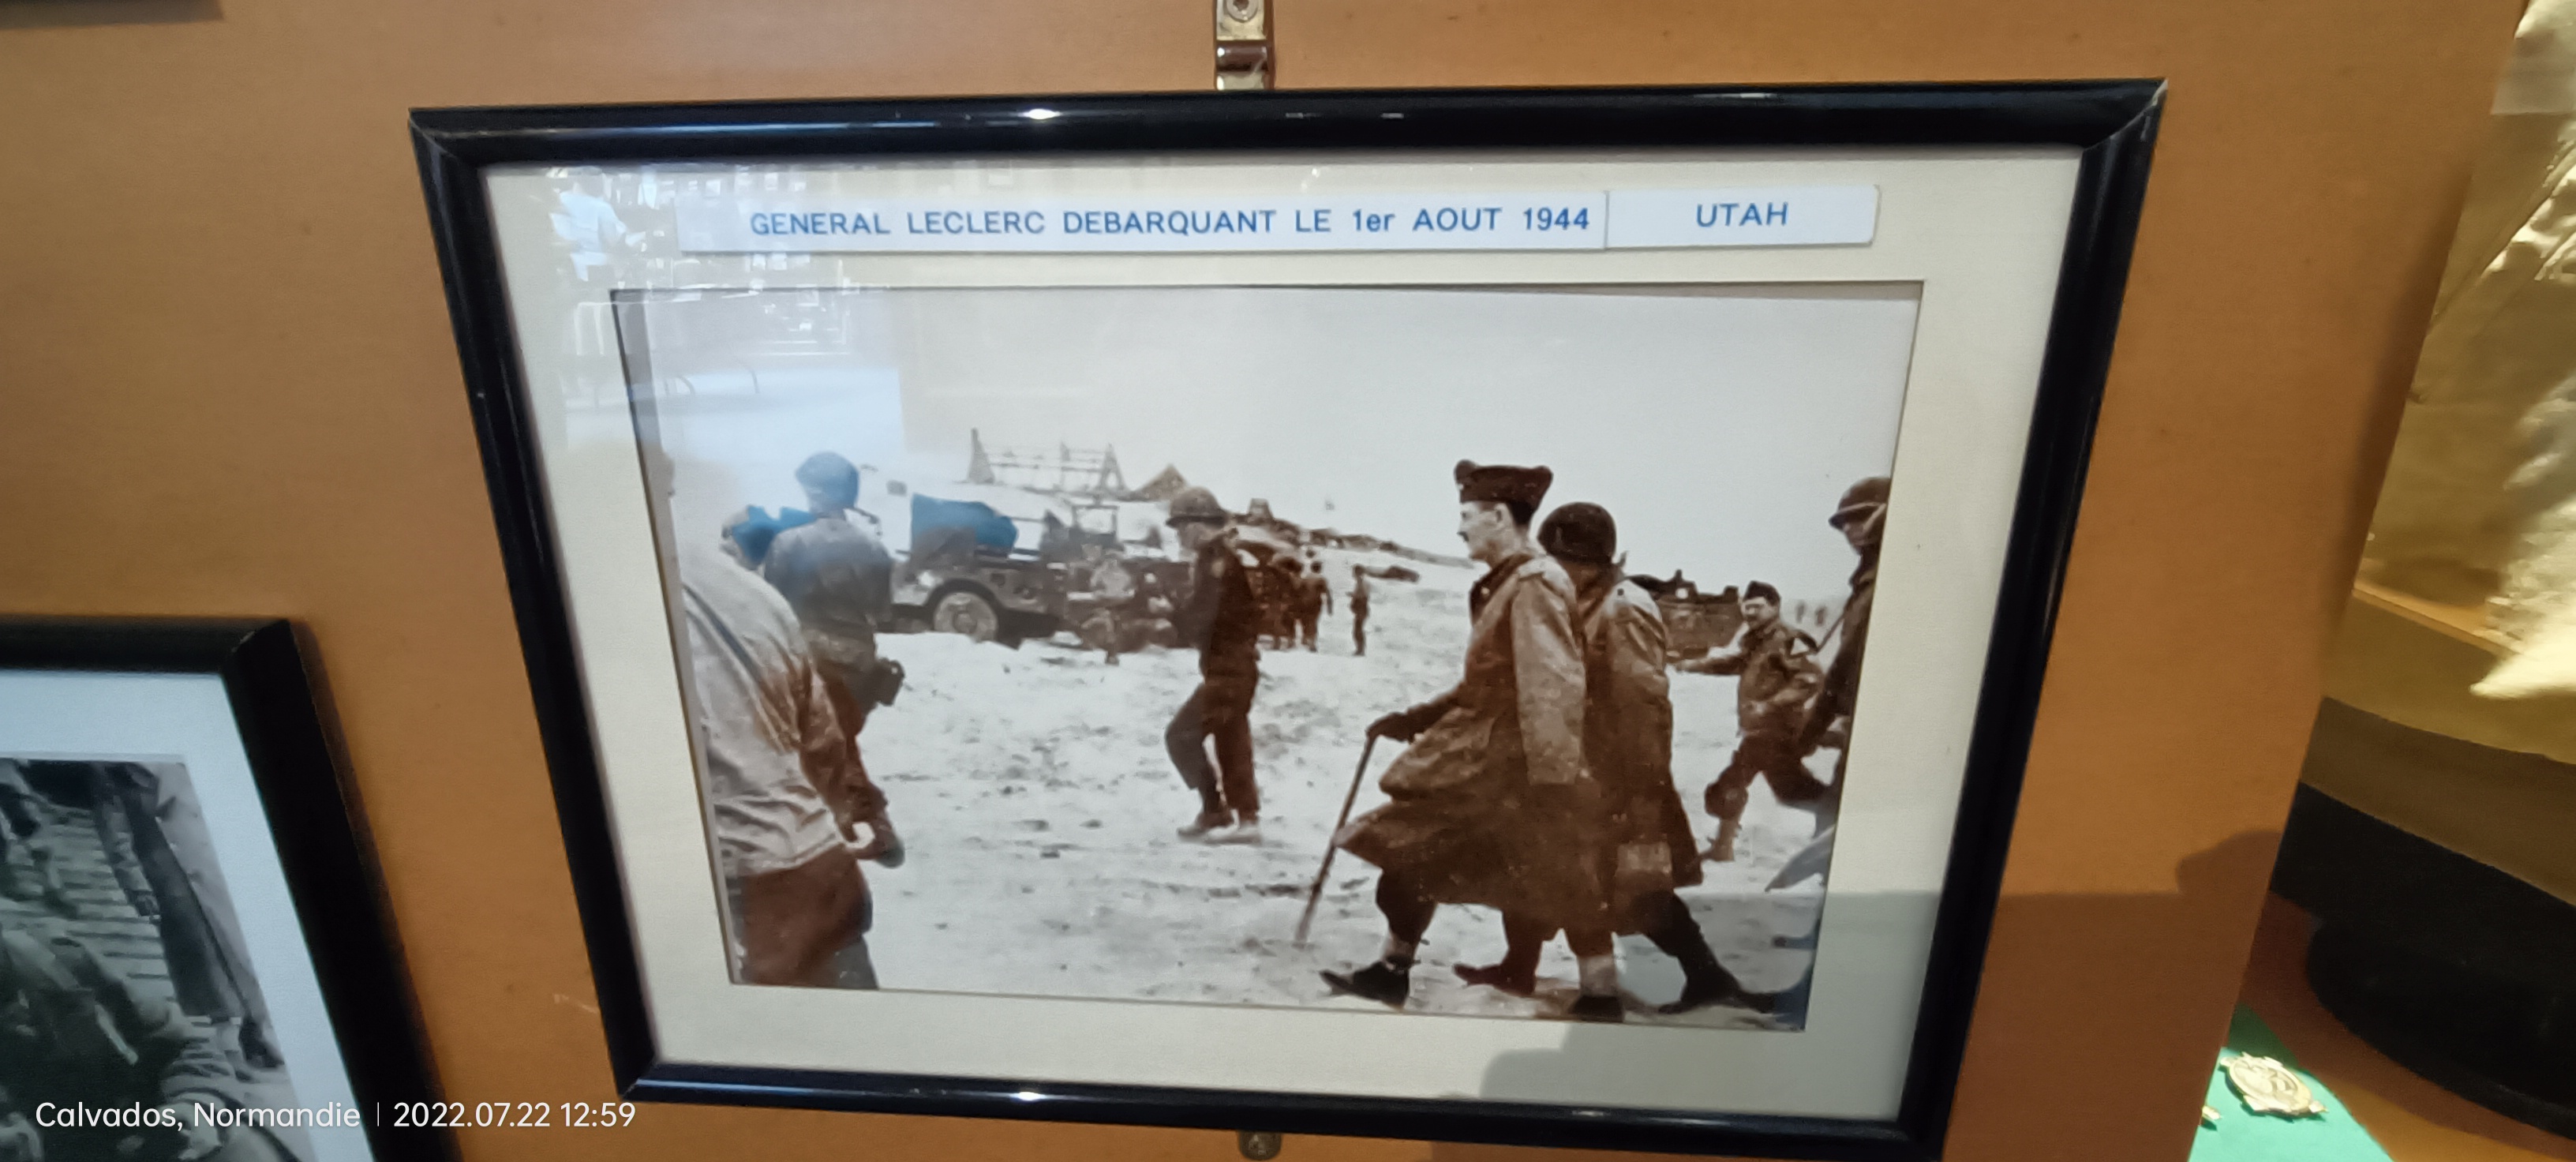 GENERAL LECLERC DEBARQUANT LE 1er AOUT 1944 UTAH
Calvados, Normandie | 2022.07.22 12:59